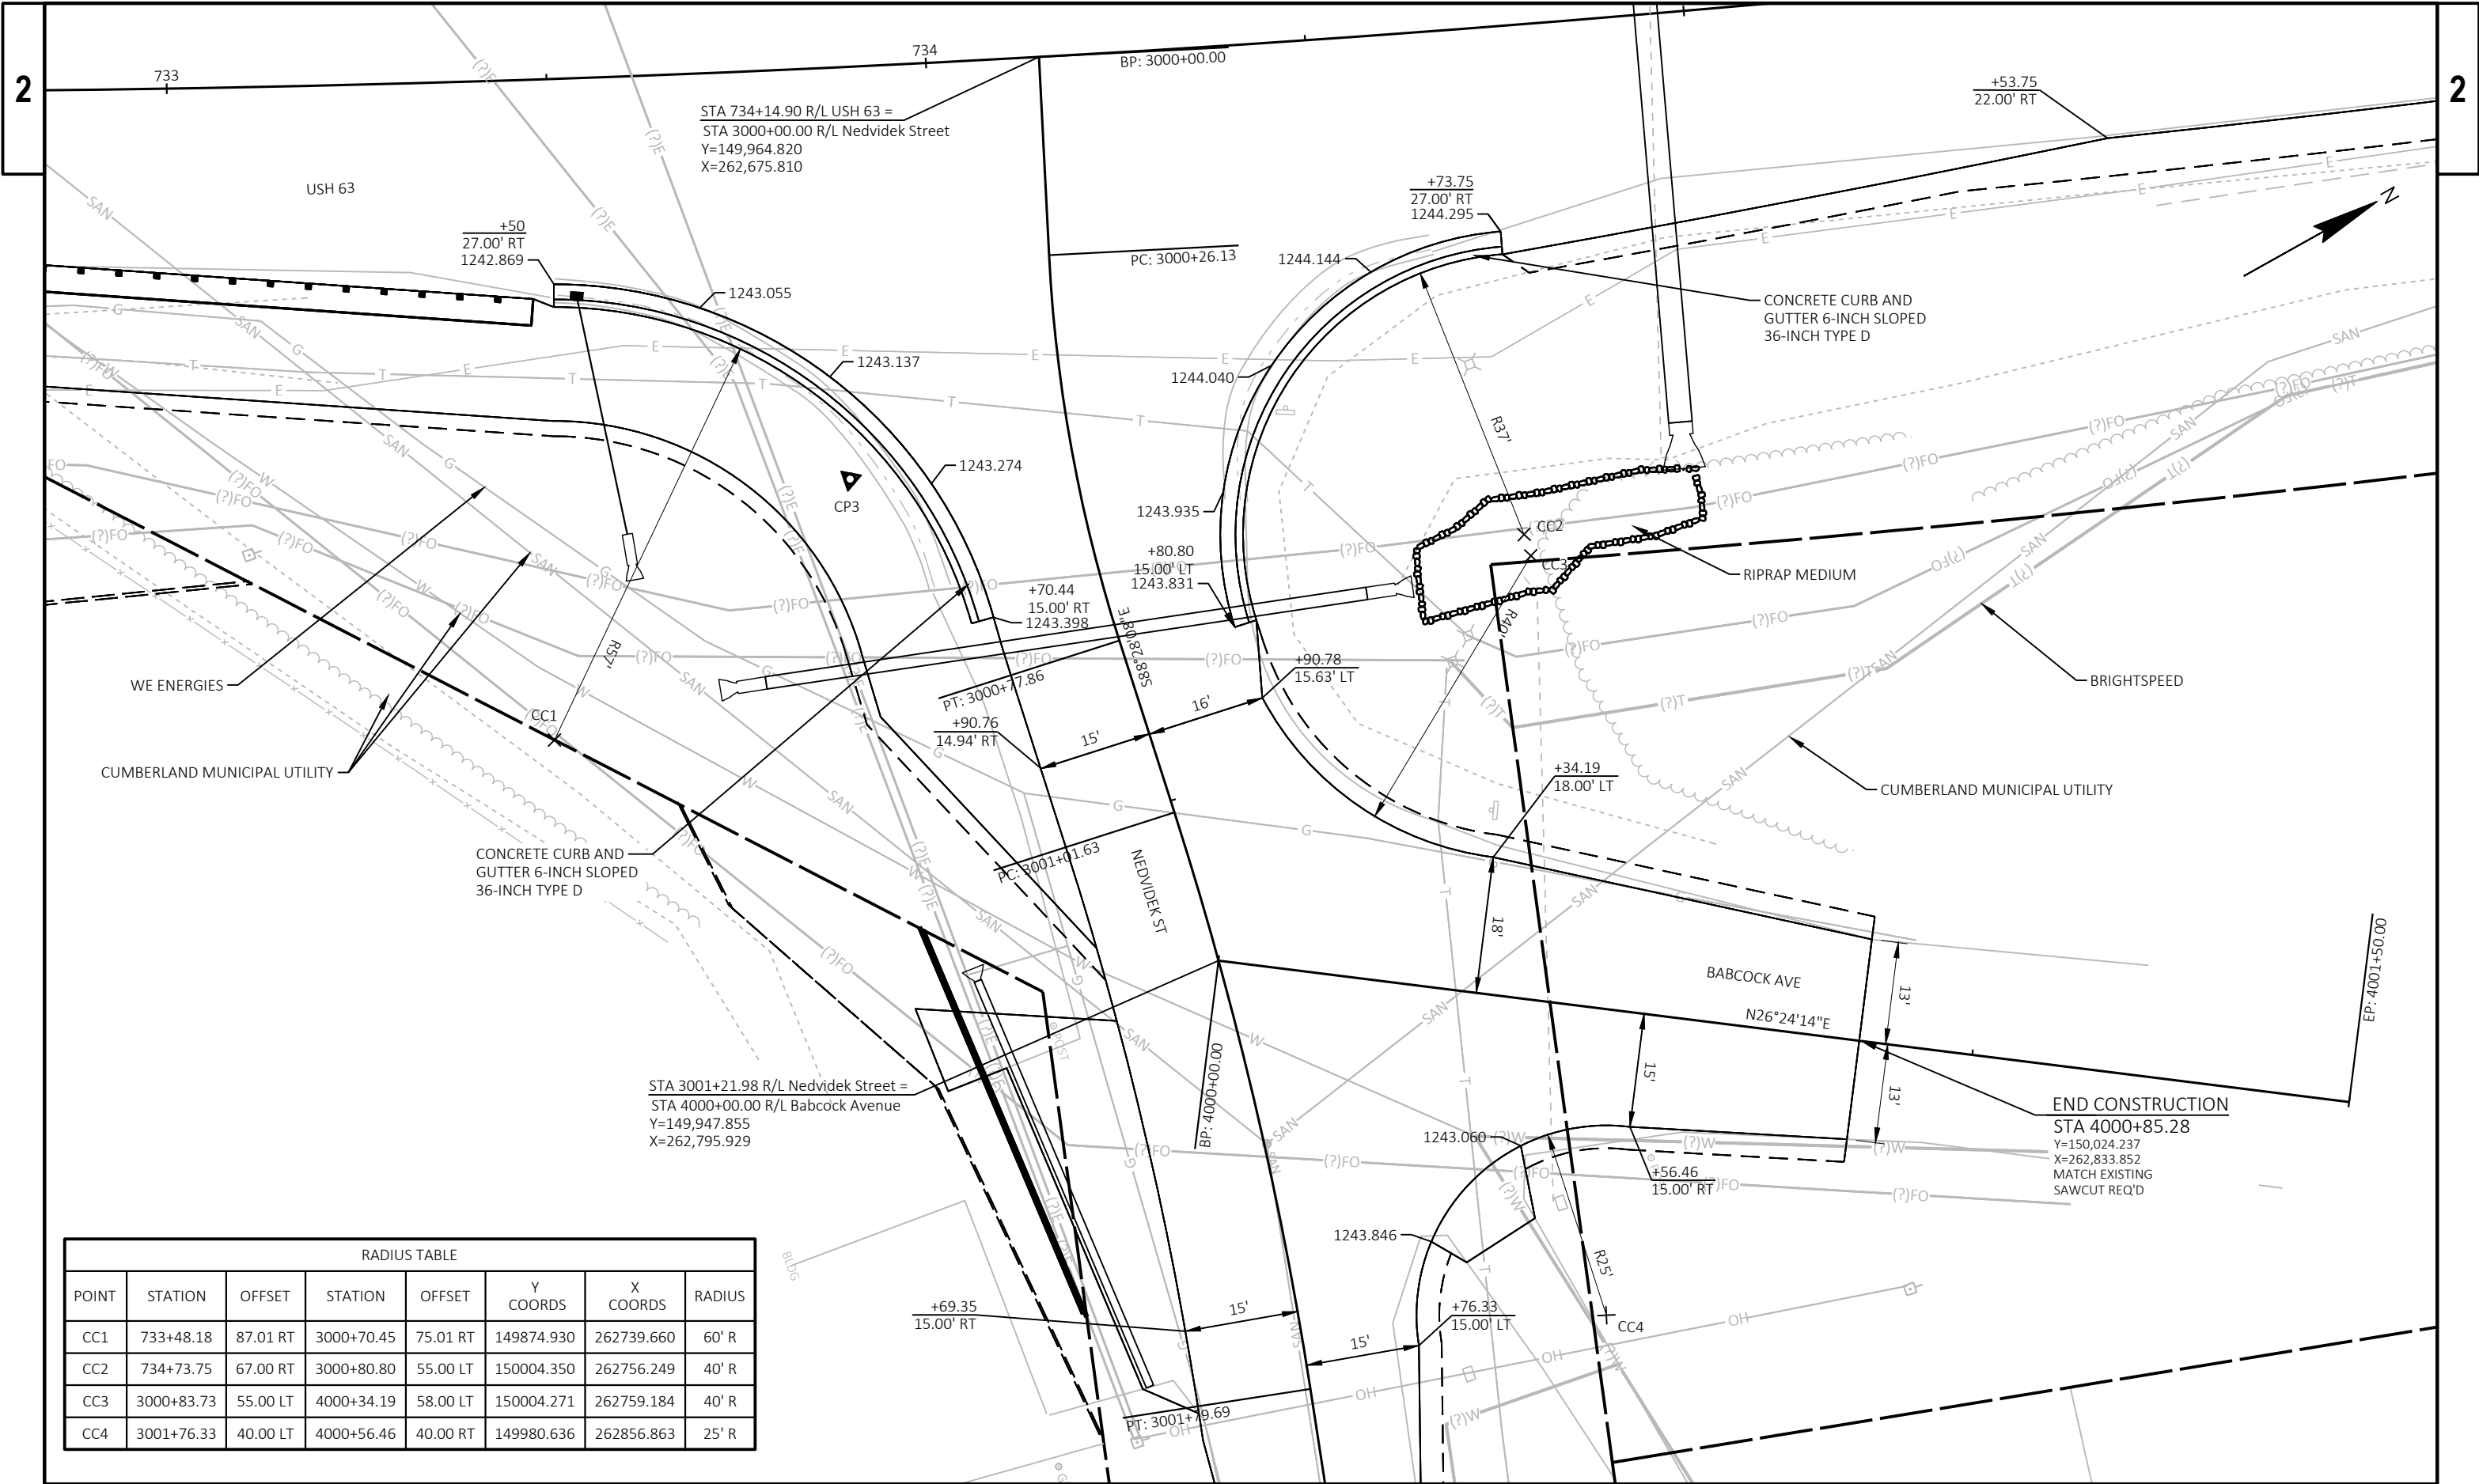 2
2
733
734
BP: 3000+00.00
STA 734+14.90 R/L USH 63 =
STA 3000+00.00 R/L Nedvidek Street
Y=149,964.820
X=262,675.810
+53.75
22.00' RT
USH 63
+50
27.00' RT
1242.869
+73.75
27.00' RT
1244.295
N
PC: 3000+26.13
1244.144
1243.055
CONCRETE CURB AND
GUTTER 6-INCH SLOPED
36-INCH TYPE D
1243.137
1244.040
R37'
1243.274
CP3
1243.935
CC2
CC3
+80.80
15.00' LT
1243.831
RIPRAP MEDIUM
+70.44
15.00' RT
1243.398
S88°28'08"E
R40'
R57'
WE ENERGIES
BRIGHTSPEED
PT: 3000+77.86
+90.78
15.63' LT
16'
15'
+90.76
14.94' RT
CC1
CUMBERLAND MUNICIPAL UTILITY
+34.19
18.00' LT
CUMBERLAND MUNICIPAL UTILITY
CONCRETE CURB AND
GUTTER 6-INCH SLOPED
36-INCH TYPE D
PC: 3001+01.63
NEDVIDEK ST
18'
BABCOCK AVE
N26°24'14"E
13'
13'
15'
EP: 4001+50.00
STA 3001+21.98 R/L Nedvidek Street =
STA 4000+00.00 R/L Babcock Avenue
Y=149,947.855
X=262,795.929
BP: 4000+00.00
POST
END CONSTRUCTION
STA 4000+85.28
Y=150,024.237
X=262,833.852
MATCH EXISTING
SAWCUT REQ'D
1243.060
+56.46
15.00' RT
1243.846
R25'
BLDG
+69.35
15.00' RT
15'
15'
+76.33
15.00' LT
CC4
PT: 3001+79.69
RADIUS TABLE
POINT STATION OFFSET STATION OFFSET Y COORDS X COORDS RADIUS
CC1 733+48.18 87.01 RT 3000+70.45 75.01 RT 149874.930 262739.660 60' R
CC2 734+73.75 67.00 RT 3000+80.80 55.00 LT 150004.350 262756.249 40' R
CC3 3000+83.73 55.00 LT 4000+34.19 58.00 LT 150004.271 262759.184 40' R
CC4 3001+76.33 40.00 LT 4000+56.46 40.00 RT 149980.636 262856.863 25' R